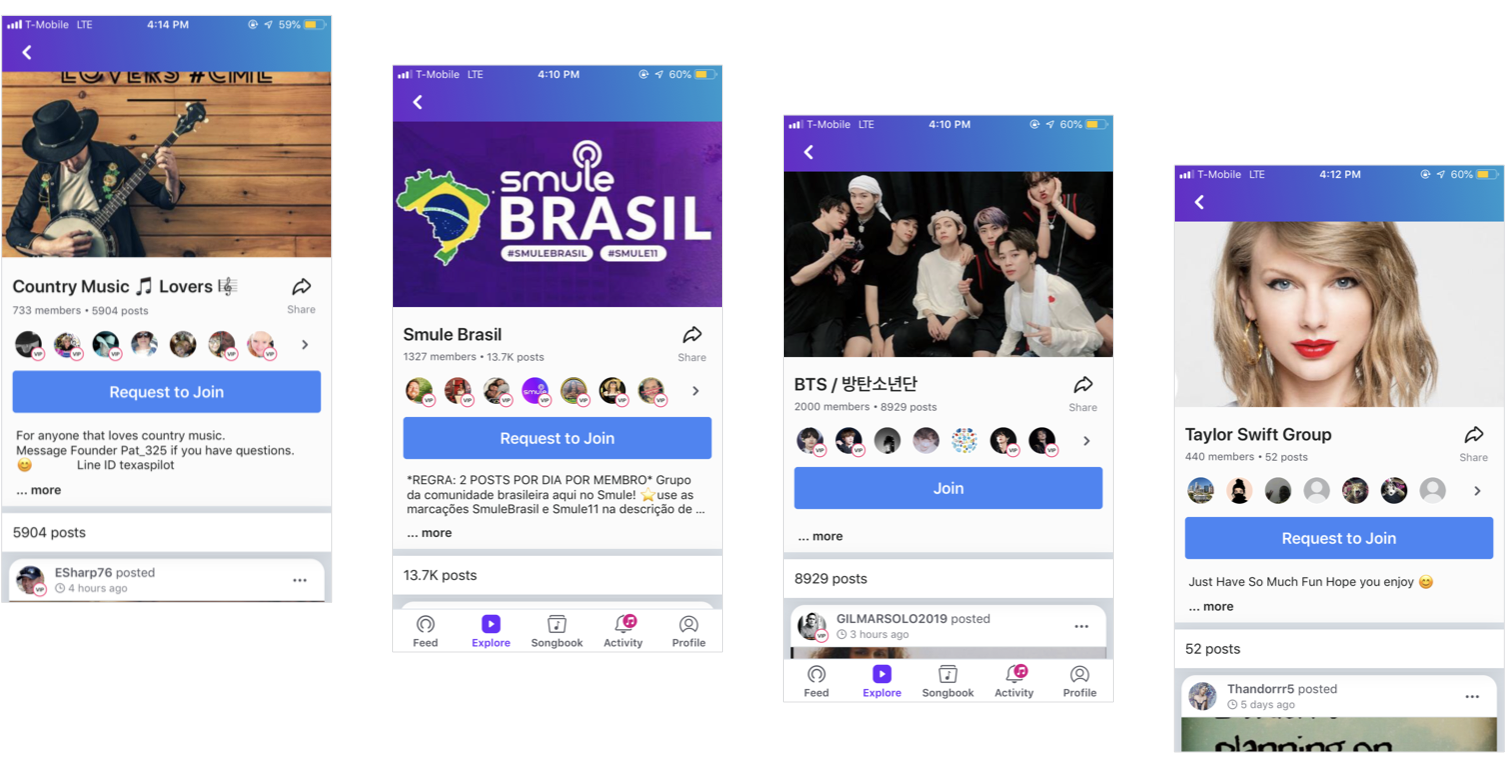 T-Mobile LTE 4:14 PM 59%
LOVERS #CMIL
Country Music 🎵 Lovers 🎼
733 members • 5904 posts
Share
VIP VIP VIP VIP VIP
Request to Join
For anyone that loves country music.
Message Founder Pat_325 if you have questions.
😊 Line ID texaspilot
... more
5904 posts
ESharp76 posted
VIP
4 hours ago
T-Mobile LTE 4:10 PM 60%
smule
BRASIL
#SMULEBRASIL #SMULE11
Smule Brasil
1327 members • 13.7K posts
Share
smule
VIP VIP VIP VIP VIP VIP VIP
Request to Join
*REGRA: 2 POSTS POR DIA POR MEMBRO* Grupo
da comunidade brasileira aqui no Smule! ⭐use as
marcações SmuleBrasil e Smule11 na descrição de ...
... more
13.7K posts
Feed Explore Songbook Activity Profile
T-Mobile LTE 4:10 PM 60%
BTS / 방탄소년단
2000 members • 8929 posts
Share
VIP VIP VIP VIP
Join
... more
8929 posts
GILMARSOLO2019 posted
VIP
3 hours ago
Feed Explore Songbook Activity Profile
T-Mobile LTE 4:12 PM 60%
Taylor Swift Group
440 members • 52 posts
Share
Request to Join
Just Have So Much Fun Hope you enjoy 😊
... more
52 posts
Thandorrr5 posted
5 days ago
planning on